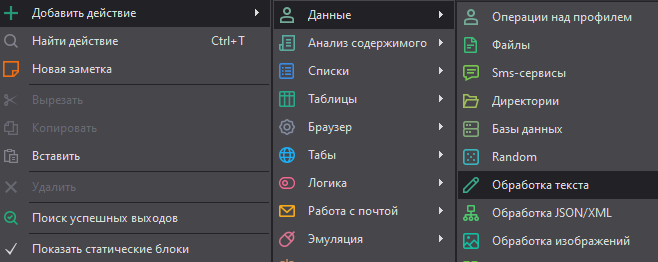 Добавить действие
Найти действие Ctrl+T
Новая заметка
Вырезать
Копировать
Вставить
Удалить
Поиск успешных выходов
Показать статические блоки
Данные
Анализ содержимого
Списки
Таблицы
Браузер
Табы
Логика
Работа с почтой
Эмуляция
Операции над профилем
Файлы
Sms-сервисы
Директории
Базы данных
Random
Обработка текста
Обработка JSON/XML
Обработка изображений